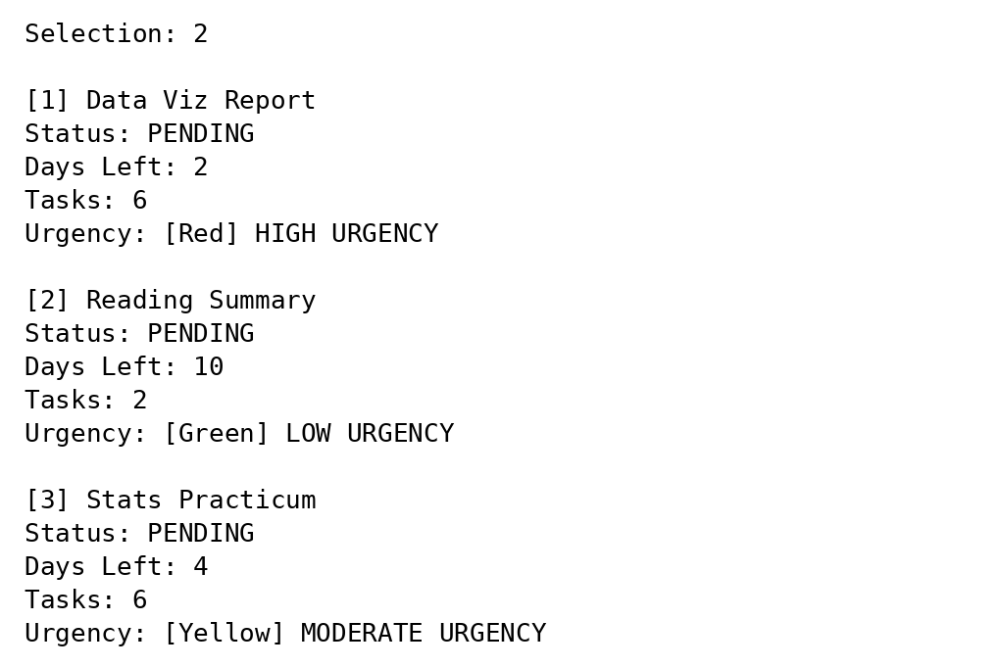 Selection: 2

[1] Data Viz Report
Status: PENDING
Days Left: 2
Tasks: 6
Urgency: [Red] HIGH URGENCY

[2] Reading Summary
Status: PENDING
Days Left: 10
Tasks: 2
Urgency: [Green] LOW URGENCY

[3] Stats Practicum
Status: PENDING
Days Left: 4
Tasks: 6
Urgency: [Yellow] MODERATE URGENCY